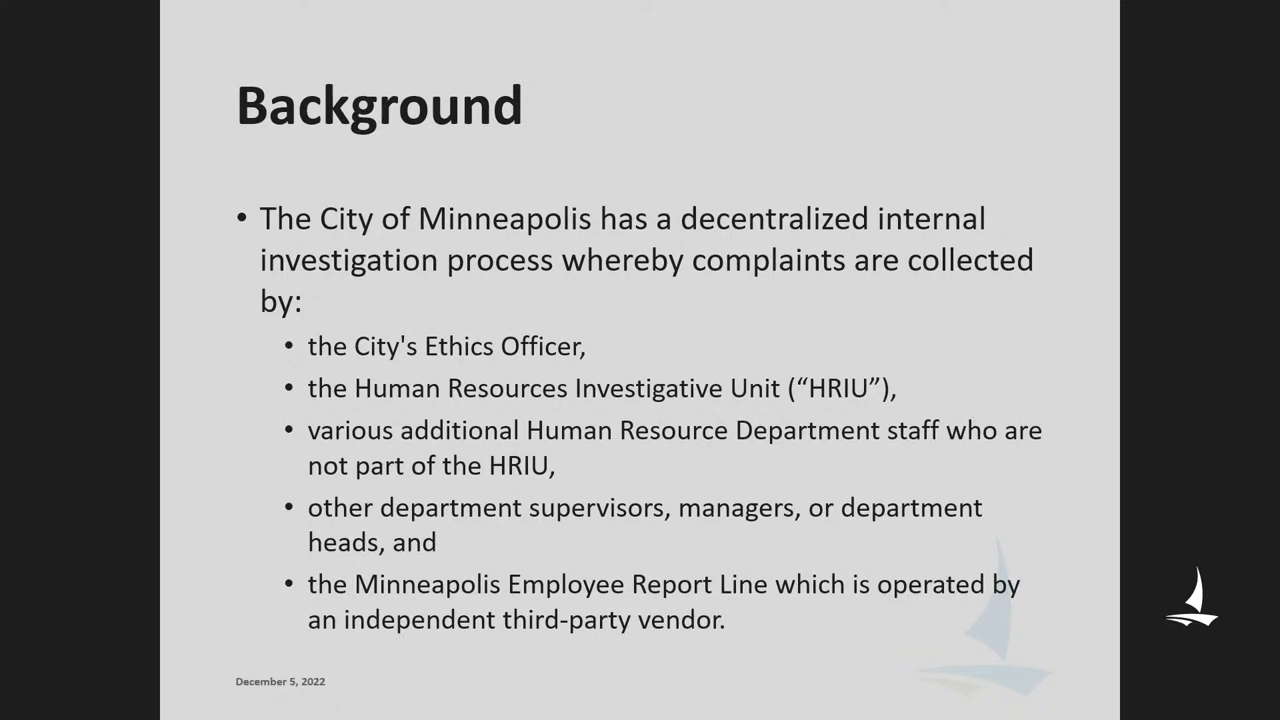 Background
• The City of Minneapolis has a decentralized internal
investigation process whereby complaints are collected
by:
• the City's Ethics Officer,
• the Human Resources Investigative Unit (“HRIU”),
• various additional Human Resource Department staff who are
not part of the HRIU,
• other department supervisors, managers, or department
heads, and
• the Minneapolis Employee Report Line which is operated by
an independent third-party vendor.
December 5, 2022